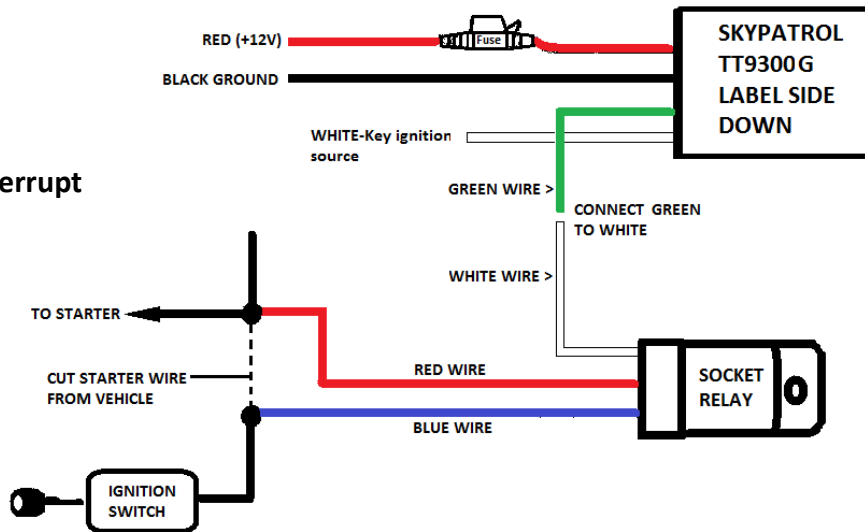 RED (+12V)
Fuse
SKYPATROL
TT9300G
LABEL SIDE
DOWN
BLACK GROUND
WHITE-Key ignition
source
errupt
GREEN WIRE >
CONNECT GREEN
TO WHITE
WHITE WIRE >
TO STARTER
CUT STARTER WIRE
FROM VEHICLE
RED WIRE
SOCKET
RELAY
BLUE WIRE
IGNITION
SWITCH